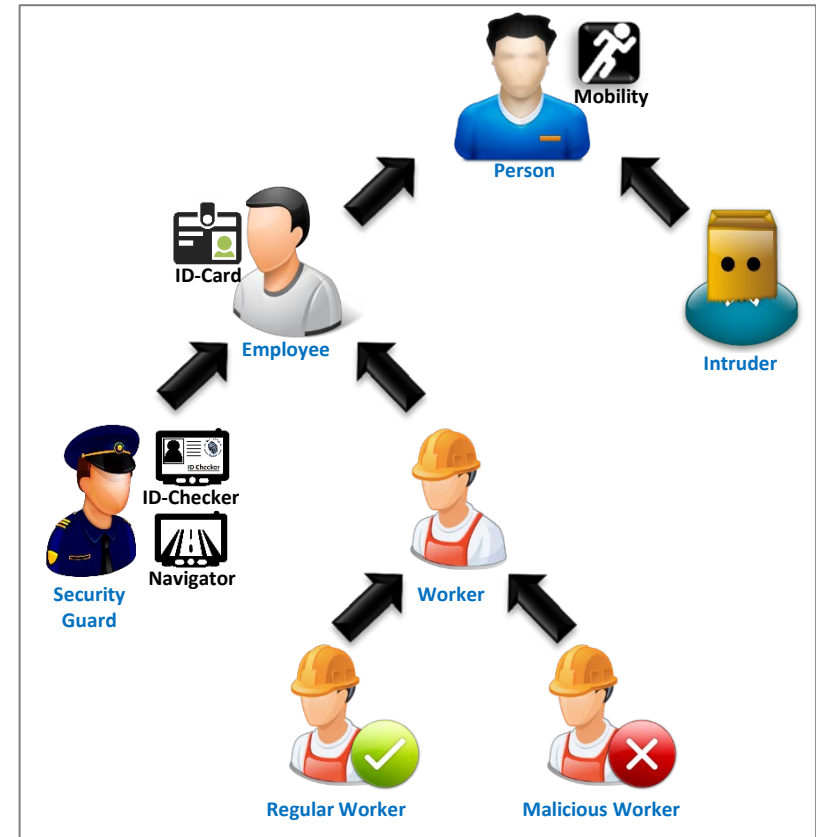 Mobility
Person
ID-Card
Employee
Intruder
ID Checker
ID-Checker
Navigator
Security
Guard
Worker
Regular Worker
Malicious Worker